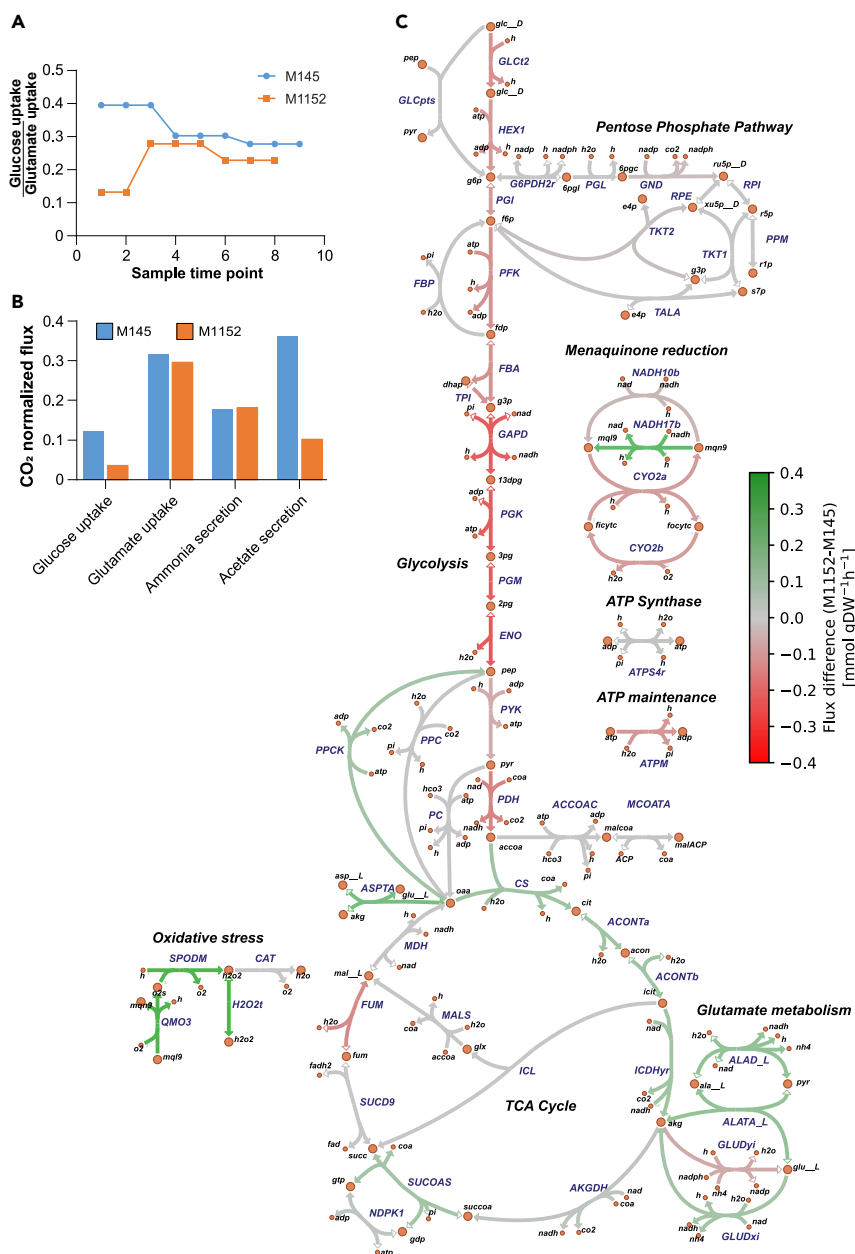 A
Glucose uptake
Glutamate uptake
0.5
0.4
0.3
0.2
0.1
0
0
2
4
6
8
10
Sample time point
M145
M1152
B
CO₂ normalized flux
0.4
0.3
0.2
0.1
0
M145
M1152
Glucose uptake
Glutamate uptake
Ammonia secretion
Acetate secretion
C
glc__D
h
GLCt2
h
glc__D
pep
GLCpts
pyr
atp
HEX1
adp
h
g6p
Pentose Phosphate Pathway
nadp
h
nadph
G6PDH2r
6pgl
h2o
h
PGL
6pgc
nadp
co2
nadph
GND
ru5p__D
RPE
RPI
xu5p__D
r5p
e4p
TKT2
TKT1
PPM
r1p
g3p
s7p
TALA
e4p
PGI
f6p
pi
FBP
h2o
atp
PFK
h
adp
fdp
FBA
dhap
TPI
g3p
pi
nad
GAPD
h
nadh
13dpg
adp
PGK
atp
3pg
Glycolysis
PGM
2pg
ENO
h2o
pep
Menaquinone reduction
NADH10b
nad
nadh
h
NADH17b
nad
nadh
mql9
mqn9
h
h
CYO2a
h
h
ficytc
focytc
CYO2b
h2o
o2
ATP Synthase
h
h2o
adp
atp
pi
h
ATPS4r
ATP maintenance
h
atp
adp
h2o
pi
ATPM
0.4
0.3
0.2
0.1
0.0
−0.1
−0.2
−0.3
−0.4
Flux difference (M1152-M145)
[mmol gDW⁻¹h⁻¹]
adp
co2
PPCK
atp
h2o
PPC
co2
pi
h
adp
PYK
atp
pyr
hco3
atp
PC
pi
h
adp
nad
coa
PDH
nadh
co2
accoa
ACCOAC
atp
adp
hco3
h
pi
malcoa
MCOATA
ACP
coa
malACP
asp__L
ASPTA
glu__L
akg
oaa
h2o
CS
coa
h
cit
ACONTa
h2o
acon
h2o
ACONTb
icit
h
nadh
MDH
nad
mal__L
Oxidative stress
SPODM
CAT
h
h2o2
h2o
o2s
o2
o2
mqn9
h
QMO3
H2O2t
o2
mql9
h2o2
FUM
h2o
fum
fadh2
SUCD9
fad
succ
MALS
h
coa
h2o
accoa
glx
ICL
TCA Cycle
nad
ICDHyr
co2
nadh
akg
Glutamate metabolism
h2o
nadh
h
nh4
nad
ALAD_L
ala__L
pyr
ALATA_L
GLUDyi
h
h2o
nadph
nh4
nadp
glu__L
h
h2o
nadh
nh4
nad
GLUDxi
gtp
coa
SUCOAS
NDPK1
adp
atp
gdp
pi
succoa
AKGDH
nad
coa
nadh
co2